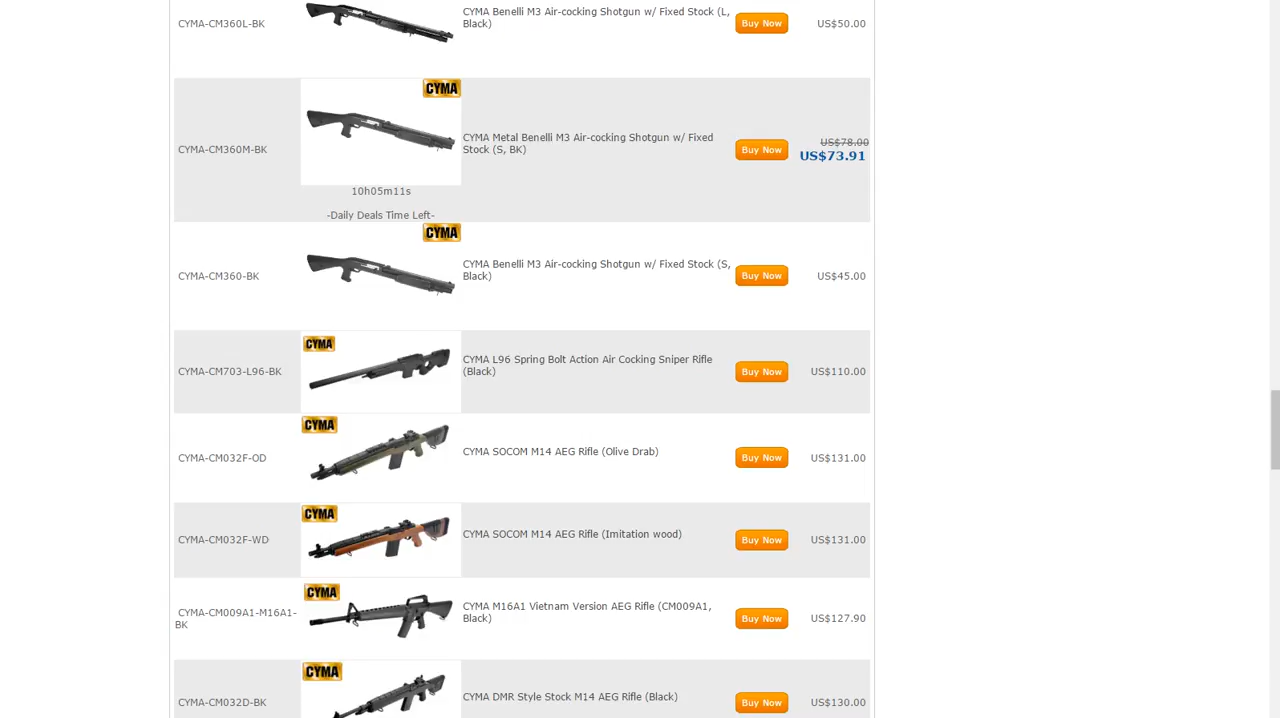 CYMA-CM360L-BK
CYMA Benelli M3 Air-cocking Shotgun w/ Fixed Stock (L,
Black)
Buy Now
US$50.00
CYMA
CYMA-CM360M-BK
CYMA Metal Benelli M3 Air-cocking Shotgun w/ Fixed
Stock (S, BK)
Buy Now
US$78.00
US$73.91
10h05m11s
-Daily Deals Time Left-
CYMA
CYMA-CM360-BK
CYMA Benelli M3 Air-cocking Shotgun w/ Fixed Stock (S,
Black)
Buy Now
US$45.00
CYMA
CYMA-CM703-L96-BK
CYMA L96 Spring Bolt Action Air Cocking Sniper Rifle
(Black)
Buy Now
US$110.00
CYMA
CYMA-CM032F-OD
CYMA SOCOM M14 AEG Rifle (Olive Drab)
Buy Now
US$131.00
CYMA
CYMA-CM032F-WD
CYMA SOCOM M14 AEG Rifle (Imitation wood)
Buy Now
US$131.00
CYMA
CYMA-CM009A1-M16A1-
BK
CYMA M16A1 Vietnam Version AEG Rifle (CM009A1,
Black)
Buy Now
US$127.90
CYMA
CYMA-CM032D-BK
CYMA DMR Style Stock M14 AEG Rifle (Black)
Buy Now
US$130.00